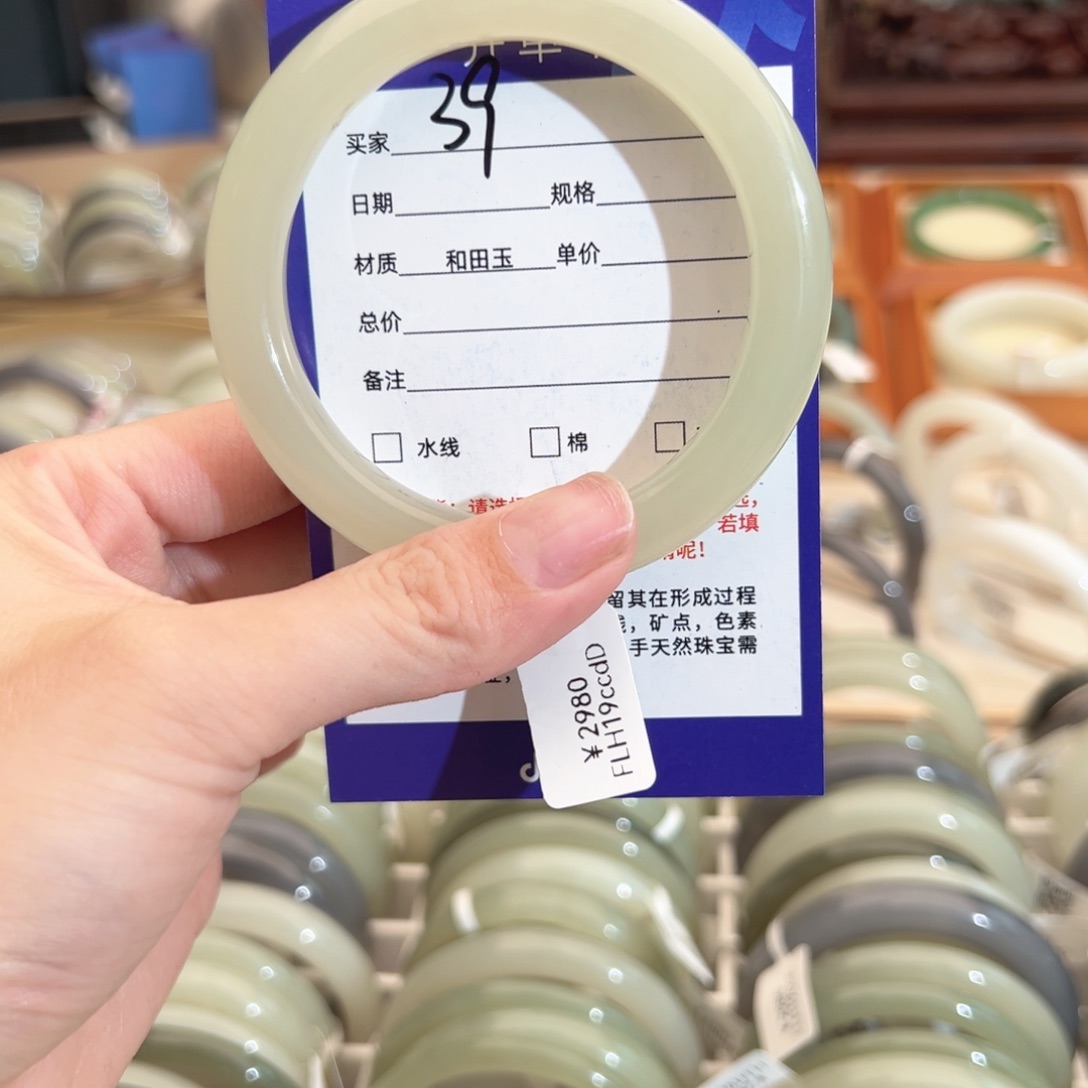 39
买家
日期 规格
材质 和田玉 单价
总价
备注
水线 棉
若填
呢!
留其在形成过程
矿点，色素
手天然珠宝需
¥2980
FLH19ccdD